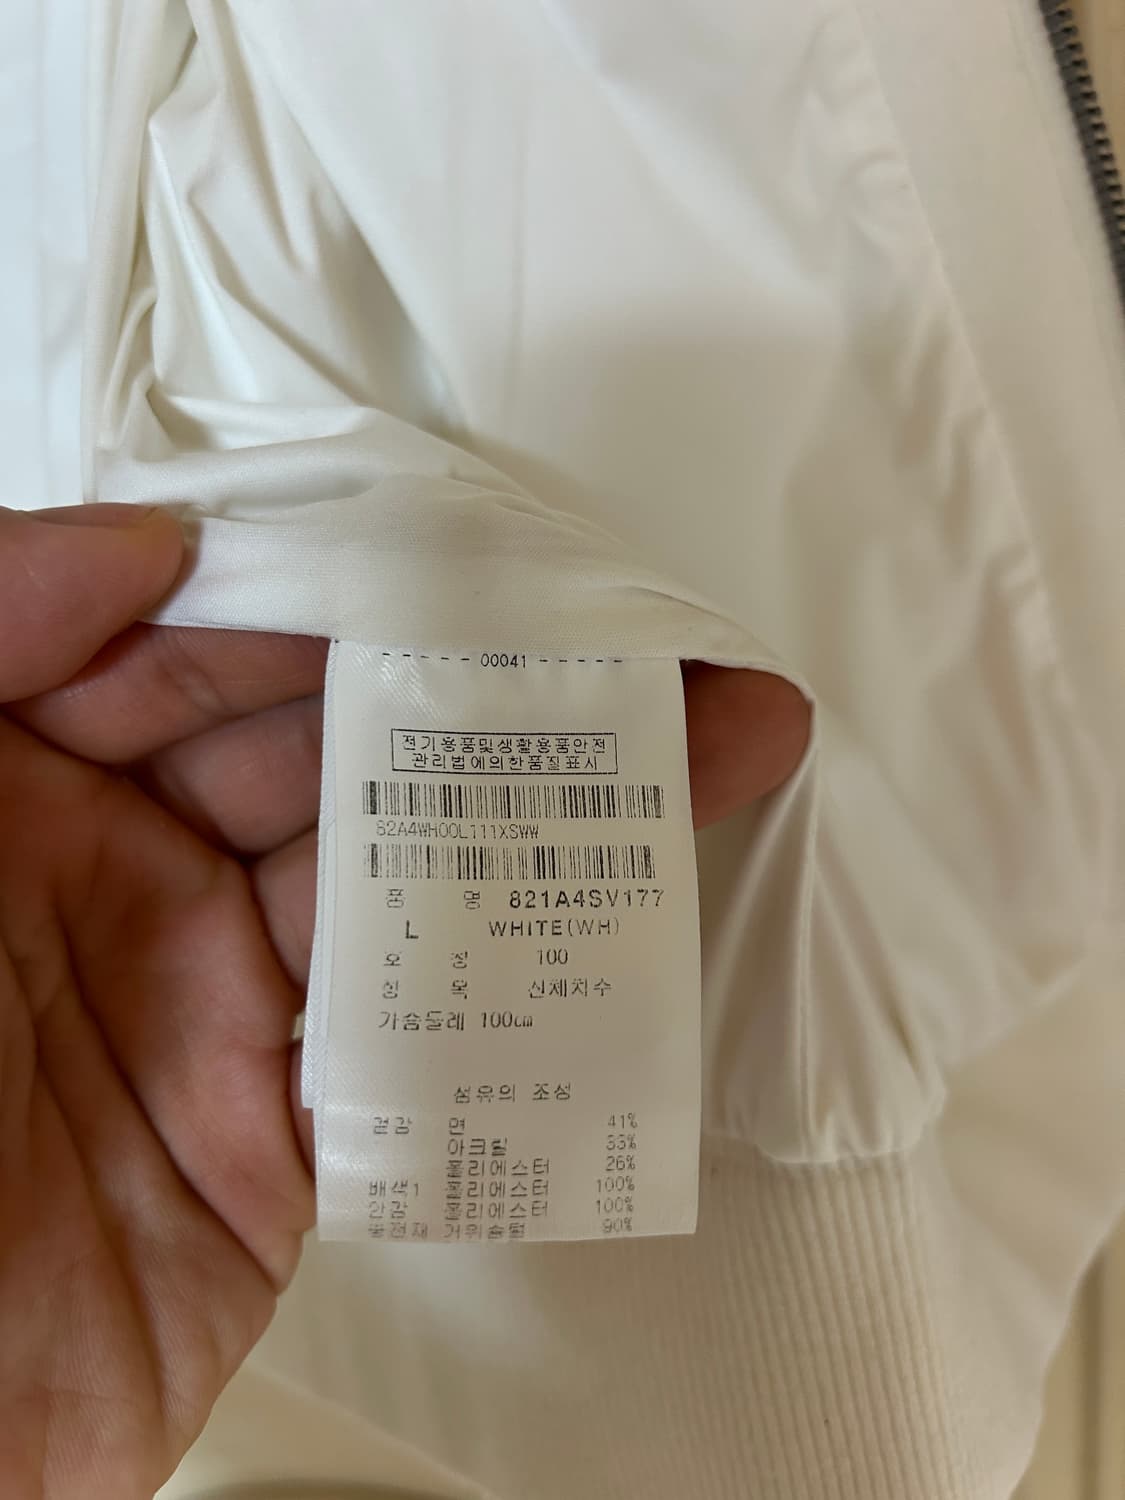 - - - - - 00041 - - - - -
전기용품및생활용품안전
관리법에의한품질표시
82A4WH00L111XSWW
품 명 821A4SV177
L WHITE(WH)
호 칭 100
항 목 신체치수
가슴둘레 100cm
섬유의 조성
겉감 면 41%
아크릴 33%
폴리에스터 26%
배색1 폴리에스터 100%
안감 폴리에스터 100%
충전재 거위솜털 90%